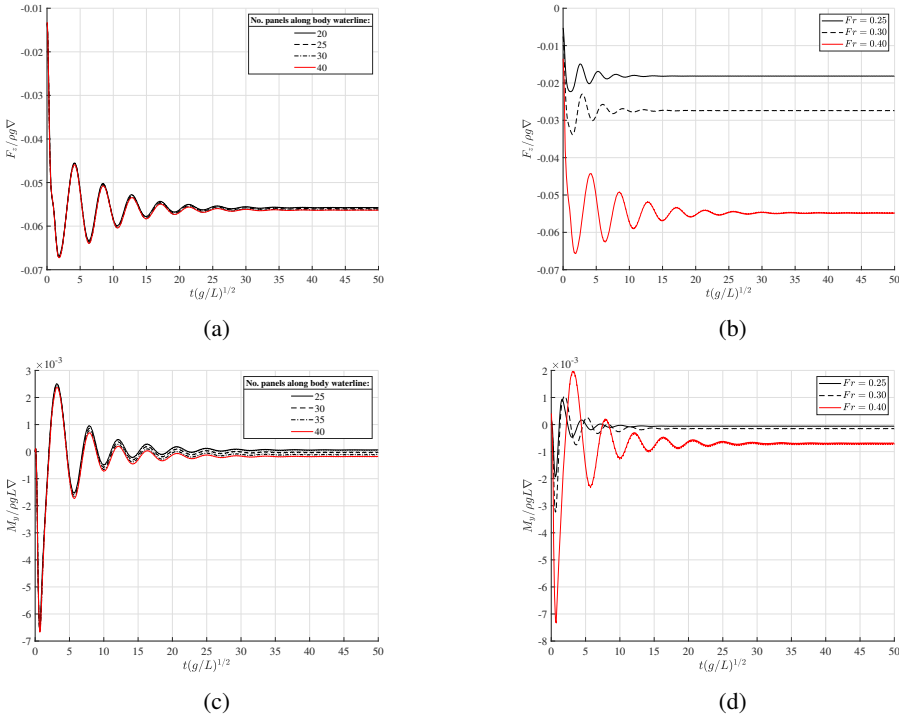 -0.01
-0.02
-0.03
-0.04
-0.05
-0.06
-0.07
F_z/ρg∇
No. panels along body waterline:
20
25
30
40
0 5 10 15 20 25 30 35 40 45 50
t(g/L)^{1/2}
(a)
0
-0.01
-0.02
-0.03
-0.04
-0.05
-0.06
-0.07
F_z/ρg∇
Fr = 0.25
Fr = 0.30
Fr = 0.40
0 5 10 15 20 25 30 35 40 45 50
t(g/L)^{1/2}
(b)
×10^{-3}
3
2
1
0
-1
-2
-3
-4
-5
-6
-7
M_y/ρgL∇
No. panels along body waterline:
25
30
35
40
0 5 10 15 20 25 30 35 40 45 50
t(g/L)^{1/2}
(c)
×10^{-3}
2
1
0
-1
-2
-3
-4
-5
-6
-7
-8
M_y/ρgL∇
Fr = 0.25
Fr = 0.30
Fr = 0.40
0 5 10 15 20 25 30 35 40 45 50
t(g/L)^{1/2}
(d)